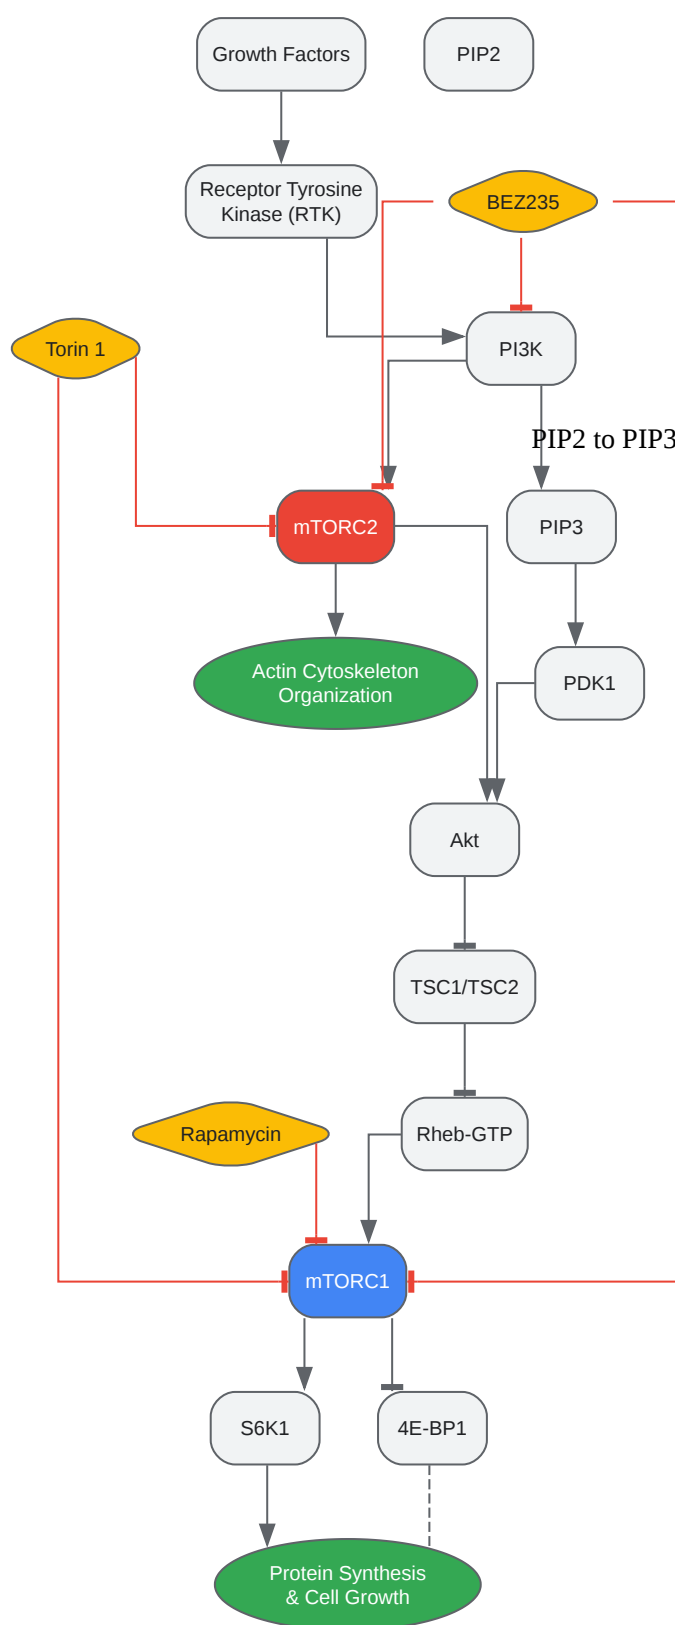 Growth Factors
PIP2
Receptor Tyrosine
Kinase (RTK)
BEZ235
Torin 1
PI3K
PIP2 to PIP3
mTORC2
PIP3
Actin Cytoskeleton
Organization
PDK1
Akt
TSC1/TSC2
Rapamycin
Rheb-GTP
mTORC1
S6K1
4E-BP1
Protein Synthesis
& Cell Growth